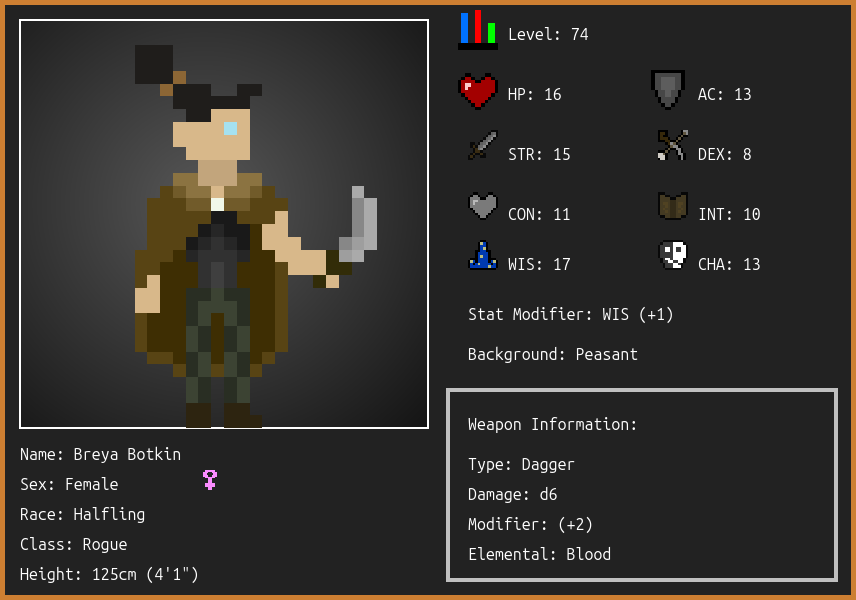 Level: 74
HP: 16
AC: 13
STR: 15
DEX: 8
CON: 11
INT: 10
WIS: 17
CHA: 13
Stat Modifier: WIS (+1)
Background: Peasant
Weapon Information:
Type: Dagger
Damage: d6
Modifier: (+2)
Elemental: Blood
Name: Breya Botkin
Sex: Female
Race: Halfling
Class: Rogue
Height: 125cm (4'1")